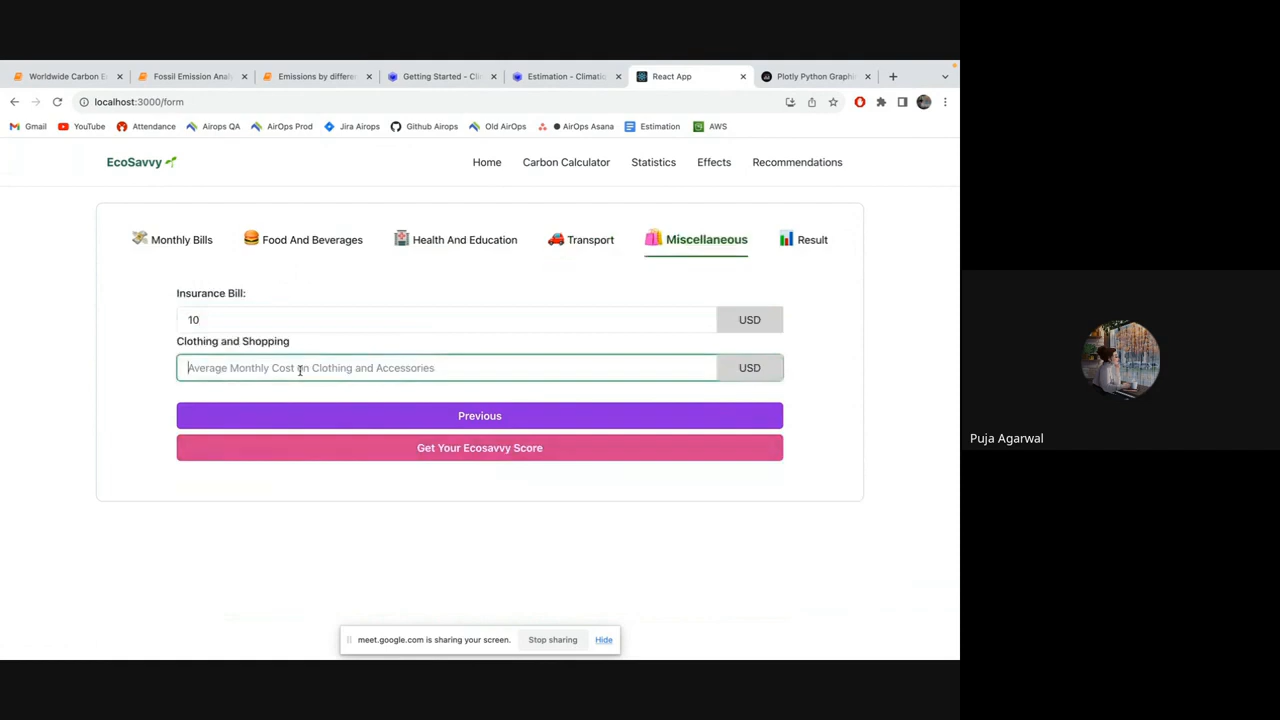 Worldwide Carbon E
Fossil Emission Anal
Emissions by differe
Getting Started – Cli
Estimation – Climatic
React App
Plotly Python Graphi
localhost:3000/form
Gmail
YouTube
Attendance
Airops QA
AirOps Prod
Jira Airops
Github Airops
Old AirOps
AirOps Asana
Estimation
AWS
EcoSavvy
Home
Carbon Calculator
Statistics
Effects
Recommendations
Monthly Bills
Food And Beverages
Health And Education
Transport
Miscellaneous
Result
Insurance Bill:
10
USD
Clothing and Shopping
Average Monthly Cost on Clothing and Accessories
USD
Previous
Get Your Ecosavvy Score
meet.google.com is sharing your screen.
Stop sharing
Hide
Puja Agarwal